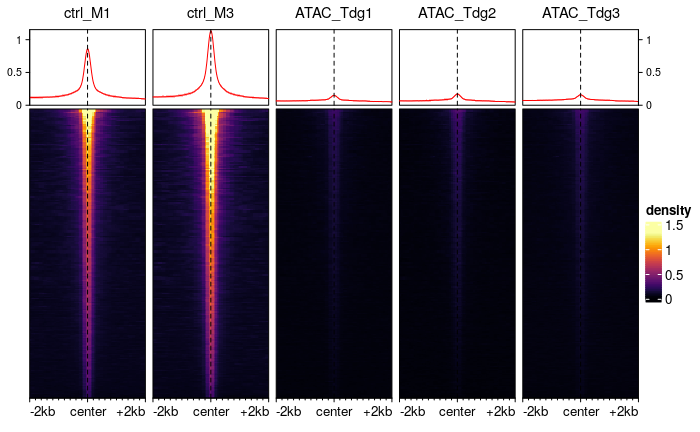 ctrl_M1 ctrl_M3 ATAC_Tdg1 ATAC_Tdg2 ATAC_Tdg3
1 1
0.5 0.5
0 0
density
1.5
1
0.5
0
-2kb center +2kb -2kb center +2kb -2kb center +2kb -2kb center +2kb -2kb center +2kb